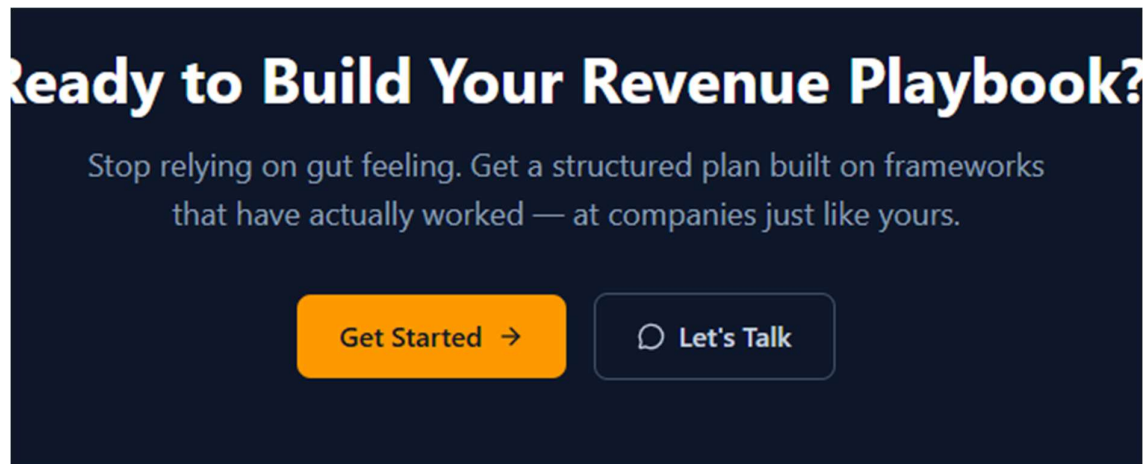 Ready to Build Your Revenue Playbook?
Stop relying on gut feeling. Get a structured plan built on frameworks
that have actually worked — at companies just like yours.
Get Started →
Let's Talk